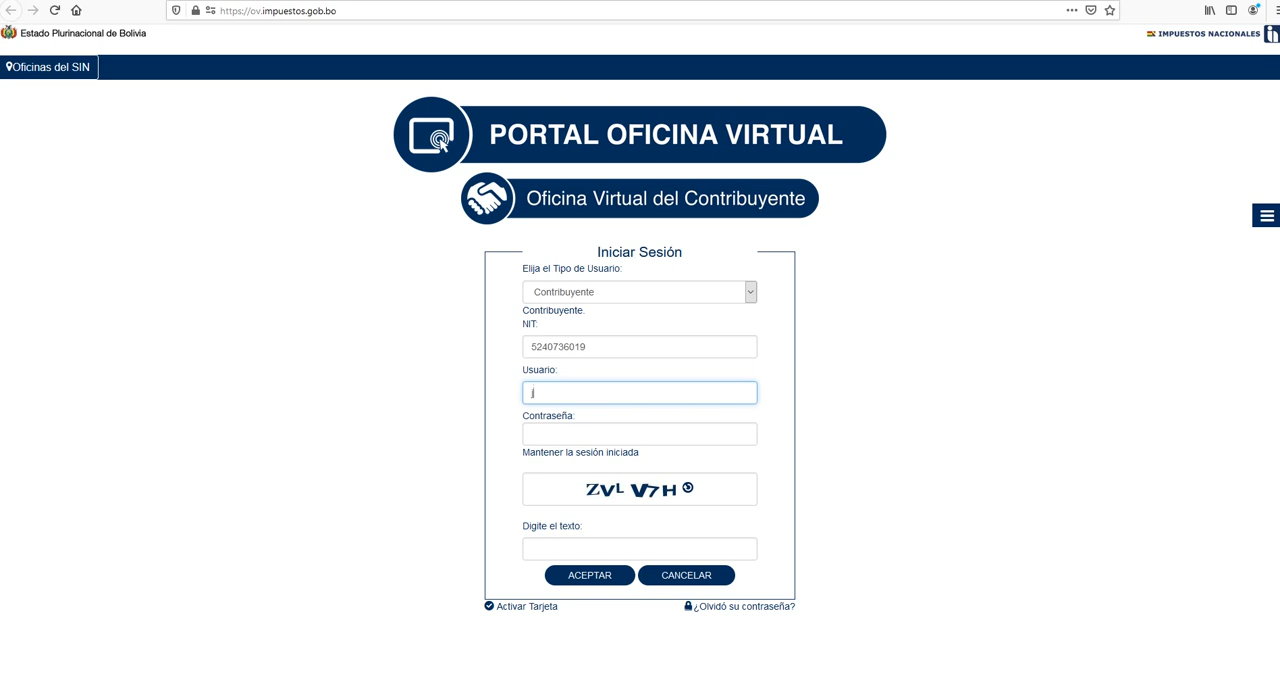 https://ov.impuestos.gob.bo
Estado Plurinacional de Bolivia
IMPUESTOS NACIONALES
Oficinas del SIN
PORTAL OFICINA VIRTUAL
Oficina Virtual del Contribuyente
Iniciar Sesión
Elija el Tipo de Usuario:
Contribuyente
Contribuyente.
NIT:
5240736019
Usuario:
j
Contraseña:
Mantener la sesión iniciada
ZVL V7H
Digite el texto:
ACEPTAR CANCELAR
Activar Tarjeta ¿Olvidó su contraseña?